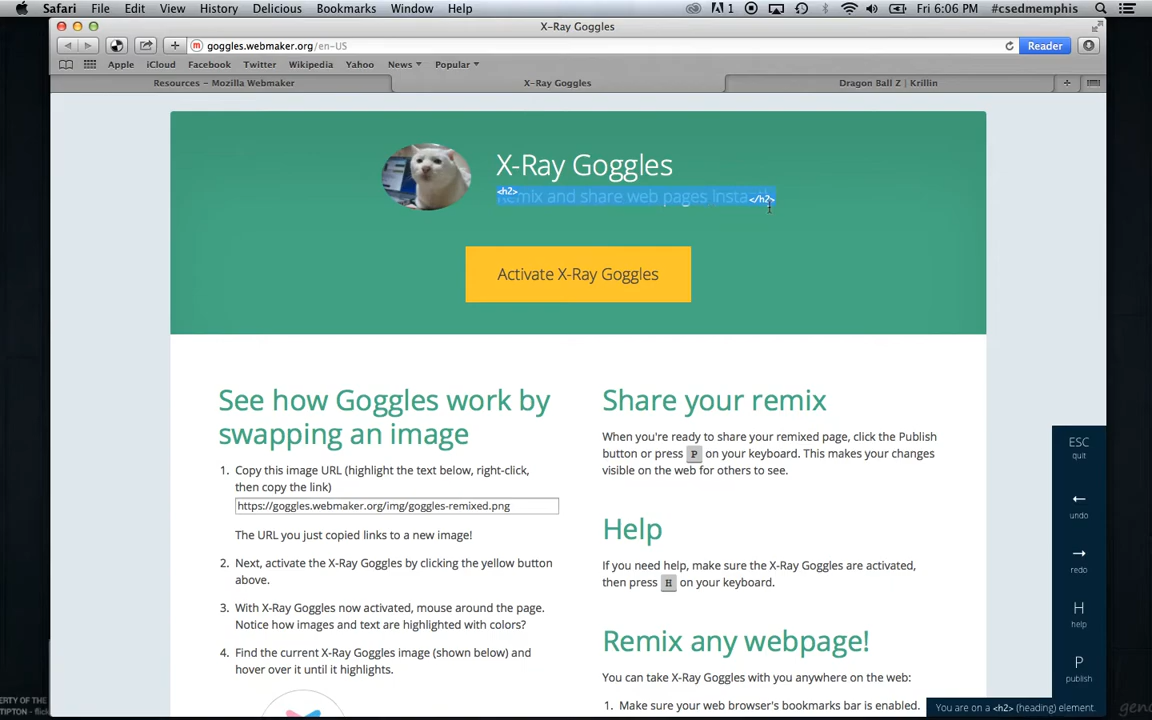 Safari File Edit View History Delicious Bookmarks Window Help 1 Fri 6:06 PM #csedmemphis
X-Ray Goggles
goggles.webmaker.org/en-US Reader
Apple iCloud Facebook Twitter Wikipedia Yahoo News Popular
Resources – Mozilla Webmaker X-Ray Goggles Dragon Ball Z | Krillin
X-Ray Goggles
<h2> Remix and share web pages </h2>
Activate X-Ray Goggles
See how Goggles work by
swapping an image
1. Copy this image URL (highlight the text below, right-click,
then copy the link)
https://goggles.webmaker.org/img/goggles-remixed.png
The URL you just copied links to a new image!
2. Next, activate the X-Ray Goggles by clicking the yellow button
above.
3. With X-Ray Goggles now activated, mouse around the page.
Notice how images and text are highlighted with colors?
4. Find the current X-Ray Goggles image (shown below) and
hover over it until it highlights.
Share your remix
When you're ready to share your remixed page, click the Publish
button or press P on your keyboard. This makes your changes
visible on the web for others to see.
Help
If you need help, make sure the X-Ray Goggles are activated,
then press H on your keyboard.
Remix any webpage!
You can take X-Ray Goggles with you anywhere on the web:
1. Make sure your web browser's bookmarks bar is enabled.
ESC
quit
←
undo
→
redo
H
help
P
publish
You are on a <h2> (heading) element.
ERTY OF THE
TIPTON - flick